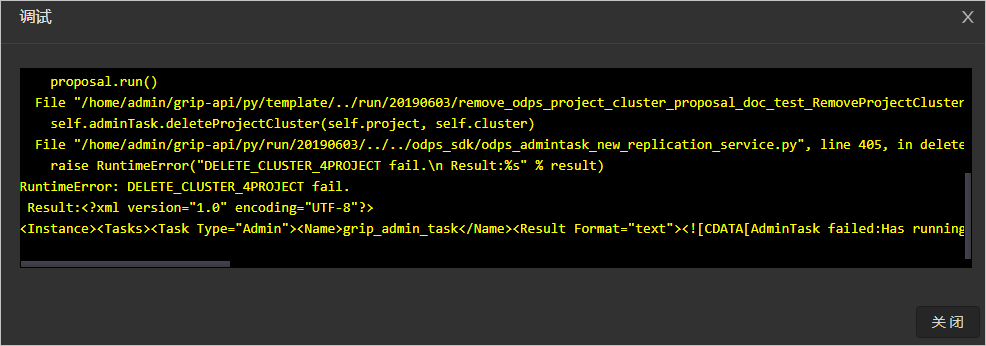 调试
X
proposal.run()
File "/home/admin/grip-api/py/template/../run/20190603/remove_odps_project_cluster_proposal_doc_test_RemoveProjectCluster
self.adminTask.deleteProjectCluster(self.project, self.cluster)
File "/home/admin/grip-api/py/run/20190603/../../odps_sdk/odps_admintask_new_replication_service.py", line 405, in delete
raise RuntimeError("DELETE_CLUSTER_4PROJECT fail.\n Result:%s" % result)
RuntimeError: DELETE_CLUSTER_4PROJECT fail.
Result:<?xml version="1.0" encoding="UTF-8"?>
<Instance><Tasks><Task Type="Admin"><Name>grip_admin_task</Name><Result Format="text"><![CDATA[AdminTask failed:Has running
关 闭